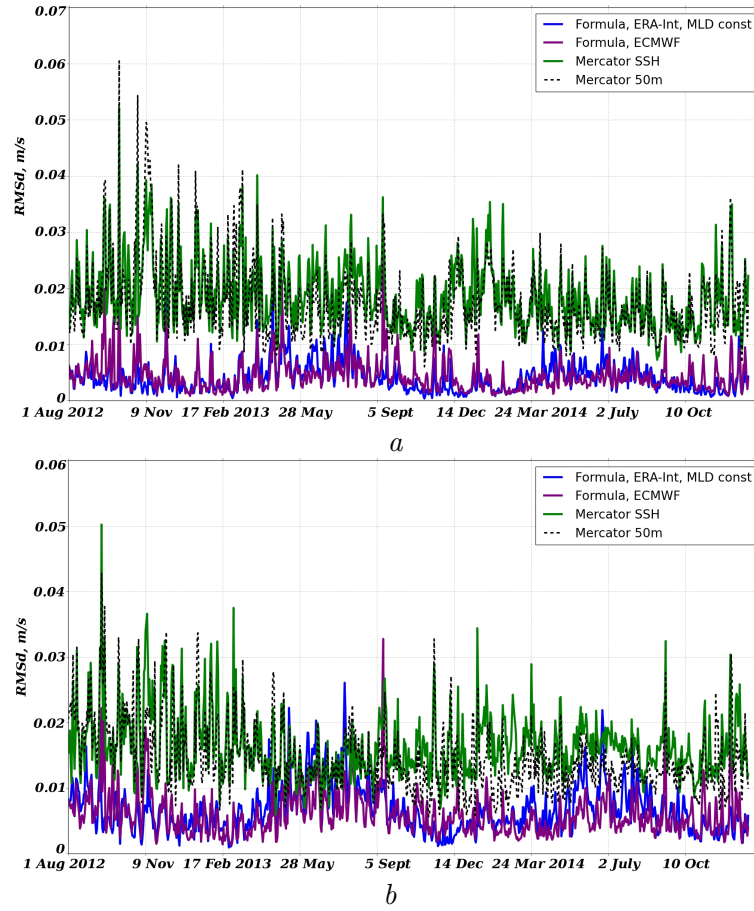 0.07
0.06
0.05
0.04
0.03
0.02
0.01
0
RMSd, m/s
Formula, ERA-Int, MLD const
Formula, ECMWF
Mercator SSH
Mercator 50m
1 Aug 2012 9 Nov 17 Feb 2013 28 May 5 Sept 14 Dec 24 Mar 2014 2 July 10 Oct
a
0.06
0.05
0.04
0.03
0.02
0.01
0
RMSd, m/s
Formula, ERA-Int, MLD const
Formula, ECMWF
Mercator SSH
Mercator 50m
1 Aug 2012 9 Nov 17 Feb 2013 28 May 5 Sept 14 Dec 24 Mar 2014 2 July 10 Oct
b